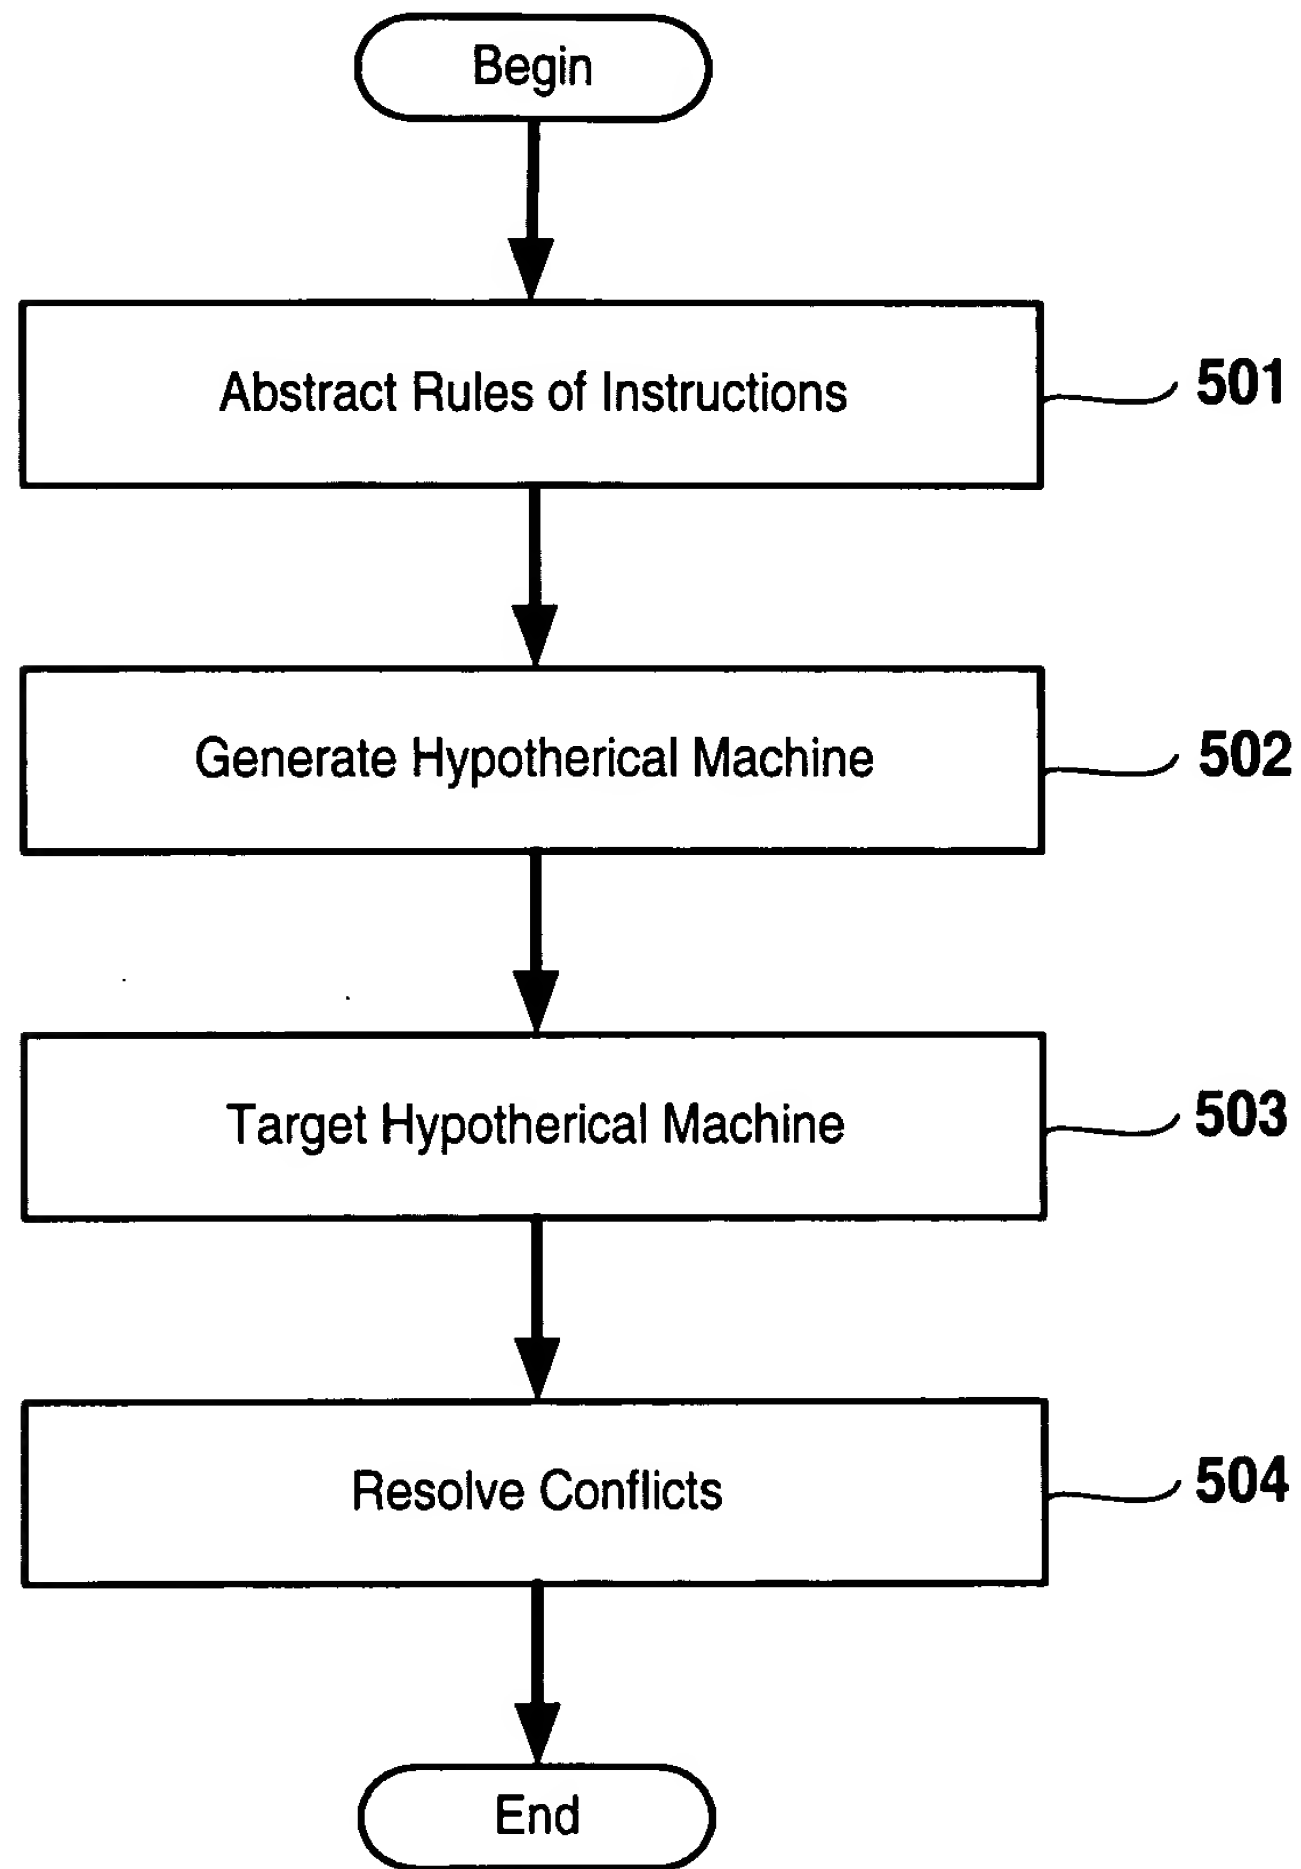 Begin
Abstract Rules of Instructions
501
Generate Hypotherical Machine
502
Target Hypotherical Machine
503
Resolve Conflicts
504
End